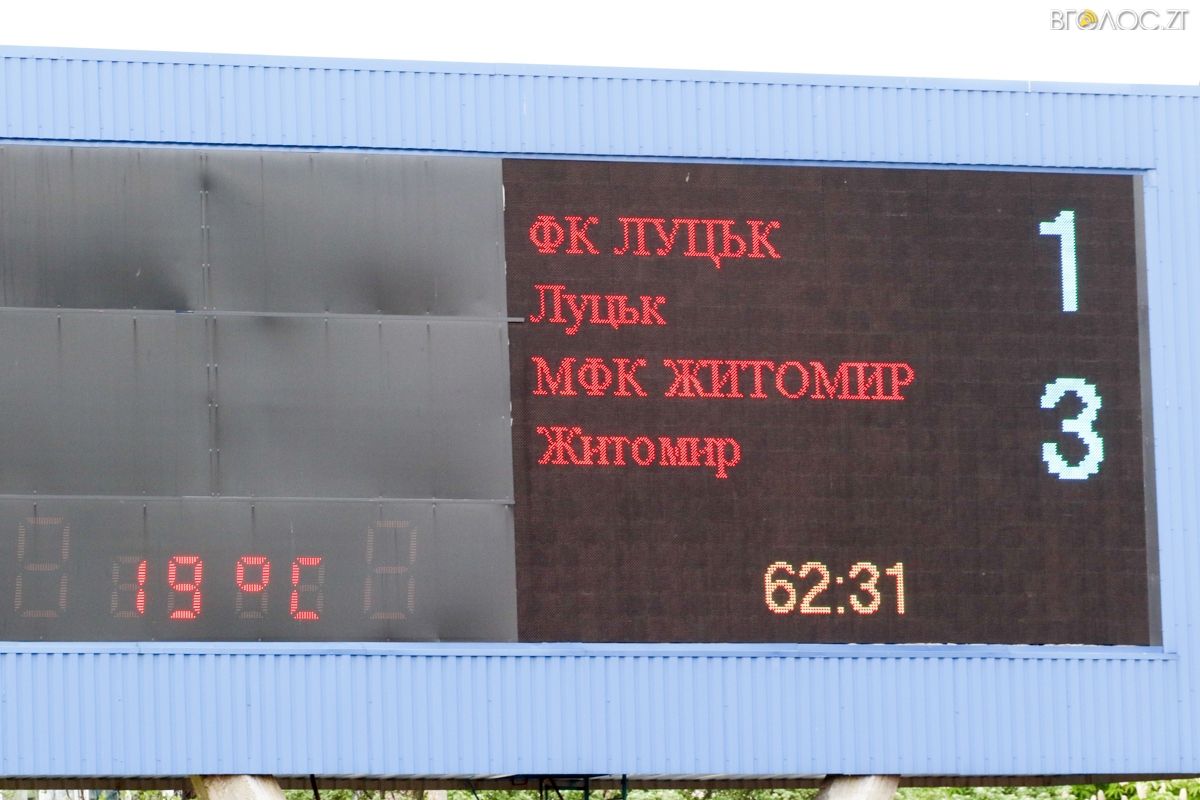 ВГОЛОС.ZT
ФК ЛУЦЬК 1
Луцьк
МФК ЖИТОМИР 3
Житомир
19°C 62:31